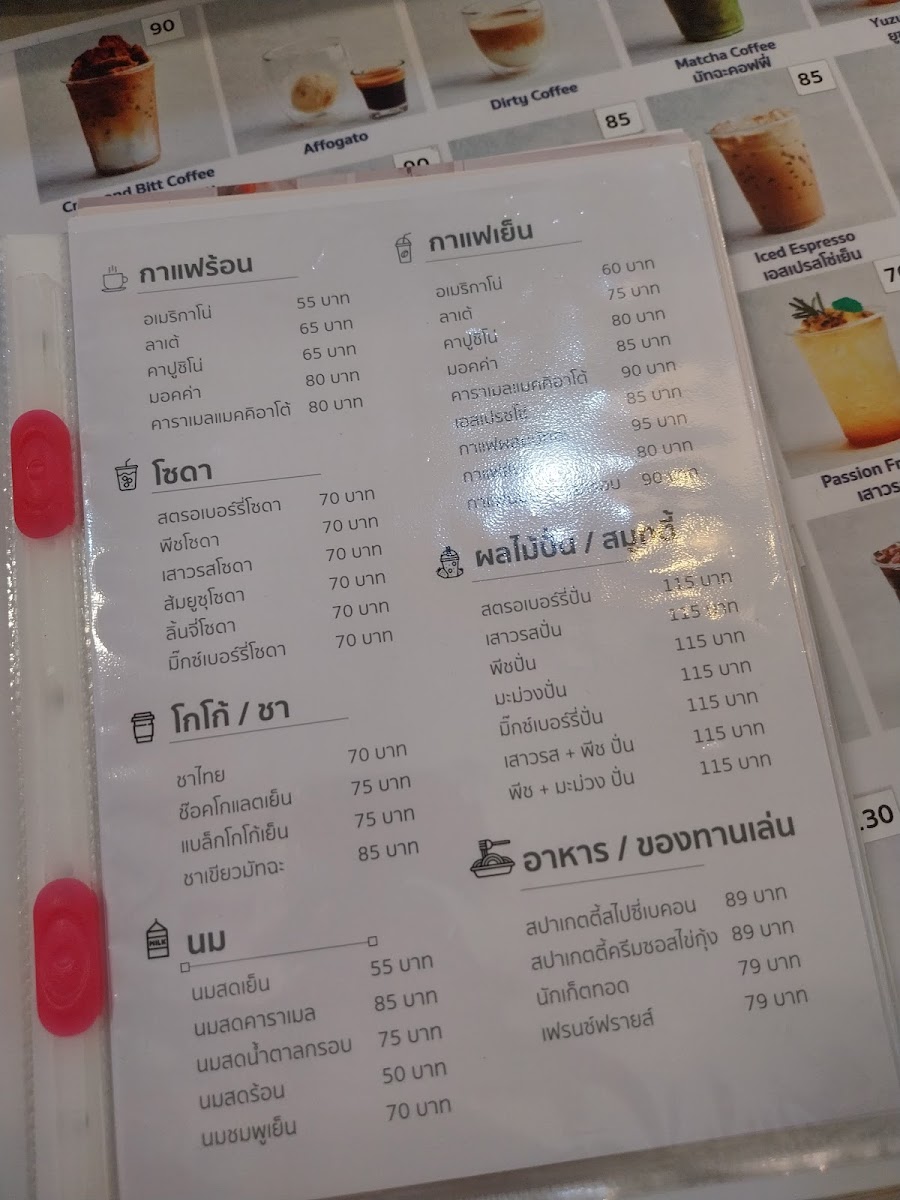 90
Affogato
Dirty Coffee
Matcha Coffee
มัทฉะคอฟฟี่
Bitt Coffee
85
85
Iced Espresso
เอสเปรสโซ่เย็น
Passion
กาแฟร้อน
อเมริกาโน่ 55 บาท
ลาเต้ 65 บาท
คาปูชิโน่ 65 บาท
มอคค่า 80 บาท
คาราเมลแมคคิอาโต้ 80 บาท
โซดา
สตรอเบอร์รี่โซดา 70 บาท
พีชโซดา 70 บาท
เสาวรสโซดา 70 บาท
ส้มยูซุโซดา 70 บาท
ลิ้นจี่โซดา 70 บาท
มิ๊กซ์เบอร์รี่โซดา 70 บาท
โกโก้ / ชา
ชาไทย 70 บาท
ช๊อคโกแลตเย็น 75 บาท
แบล็กโกโก้เย็น 75 บาท
ชาเขียวมัทฉะ 85 บาท
MILK
นม
นมสดเย็น 55 บาท
นมสดคาราเมล 85 บาท
นมสดน้ำตาลกรอบ 75 บาท
นมสดร้อน 50 บาท
นมชมพูเย็น 70 บาท
กาแฟเย็น
อเมริกาโน่ 60 บาท
ลาเต้ 75 บาท
คาปูชิโน่ 80 บาท
มอคค่า 85 บาท
คาราเมลแมคคิอาโต้ 90 บาท
เอสเปรซโซ่ 85 บาท
95 บาท
80 บาท
90 บาท
ผลไม้ปั่น / สมูทตี้
สตรอเบอร์รี่ปั่น 115 บาท
เสาวรสปั่น 115 บาท
พีชปั่น 115 บาท
มะม่วงปั่น 115 บาท
มิ๊กซ์เบอร์รี่ปั่น 115 บาท
เสาวรส + พีช ปั่น 115 บาท
พีช + มะม่วง ปั่น 115 บาท
อาหาร / ของทานเล่น
สปาเกตตี้สไปซี่เบคอน 89 บาท
สปาเกตตี้ครีมซอสไข่กุ้ง 89 บาท
นักเก็ตทอด 79 บาท
เฟรนซ์ฟรายส์ 79 บาท